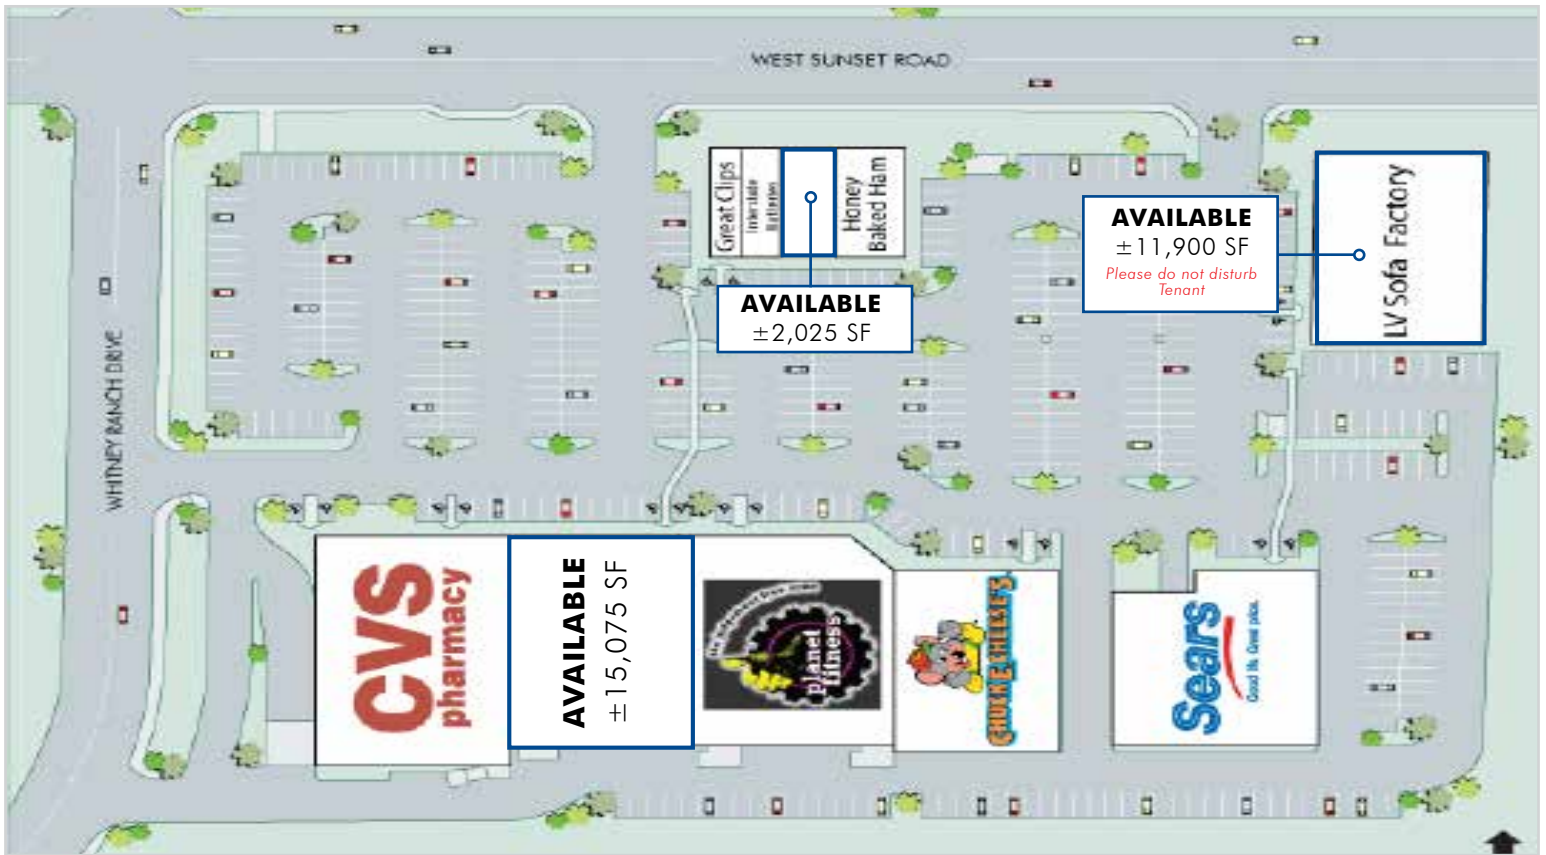 WEST SUNSET ROAD
WHITNEY RANCH DRIVE
Great Clips
Interstate
Batteries
Honey
Baked Ham
AVAILABLE
±2,025 SF
AVAILABLE
±11,900 SF
Please do not disturb
Tenant
LV Sofa Factory
CVS
pharmacy
AVAILABLE
±15,075 SF
planet
fitness
CHUCK E CHEESE'S
Sears
Good life. Great price.